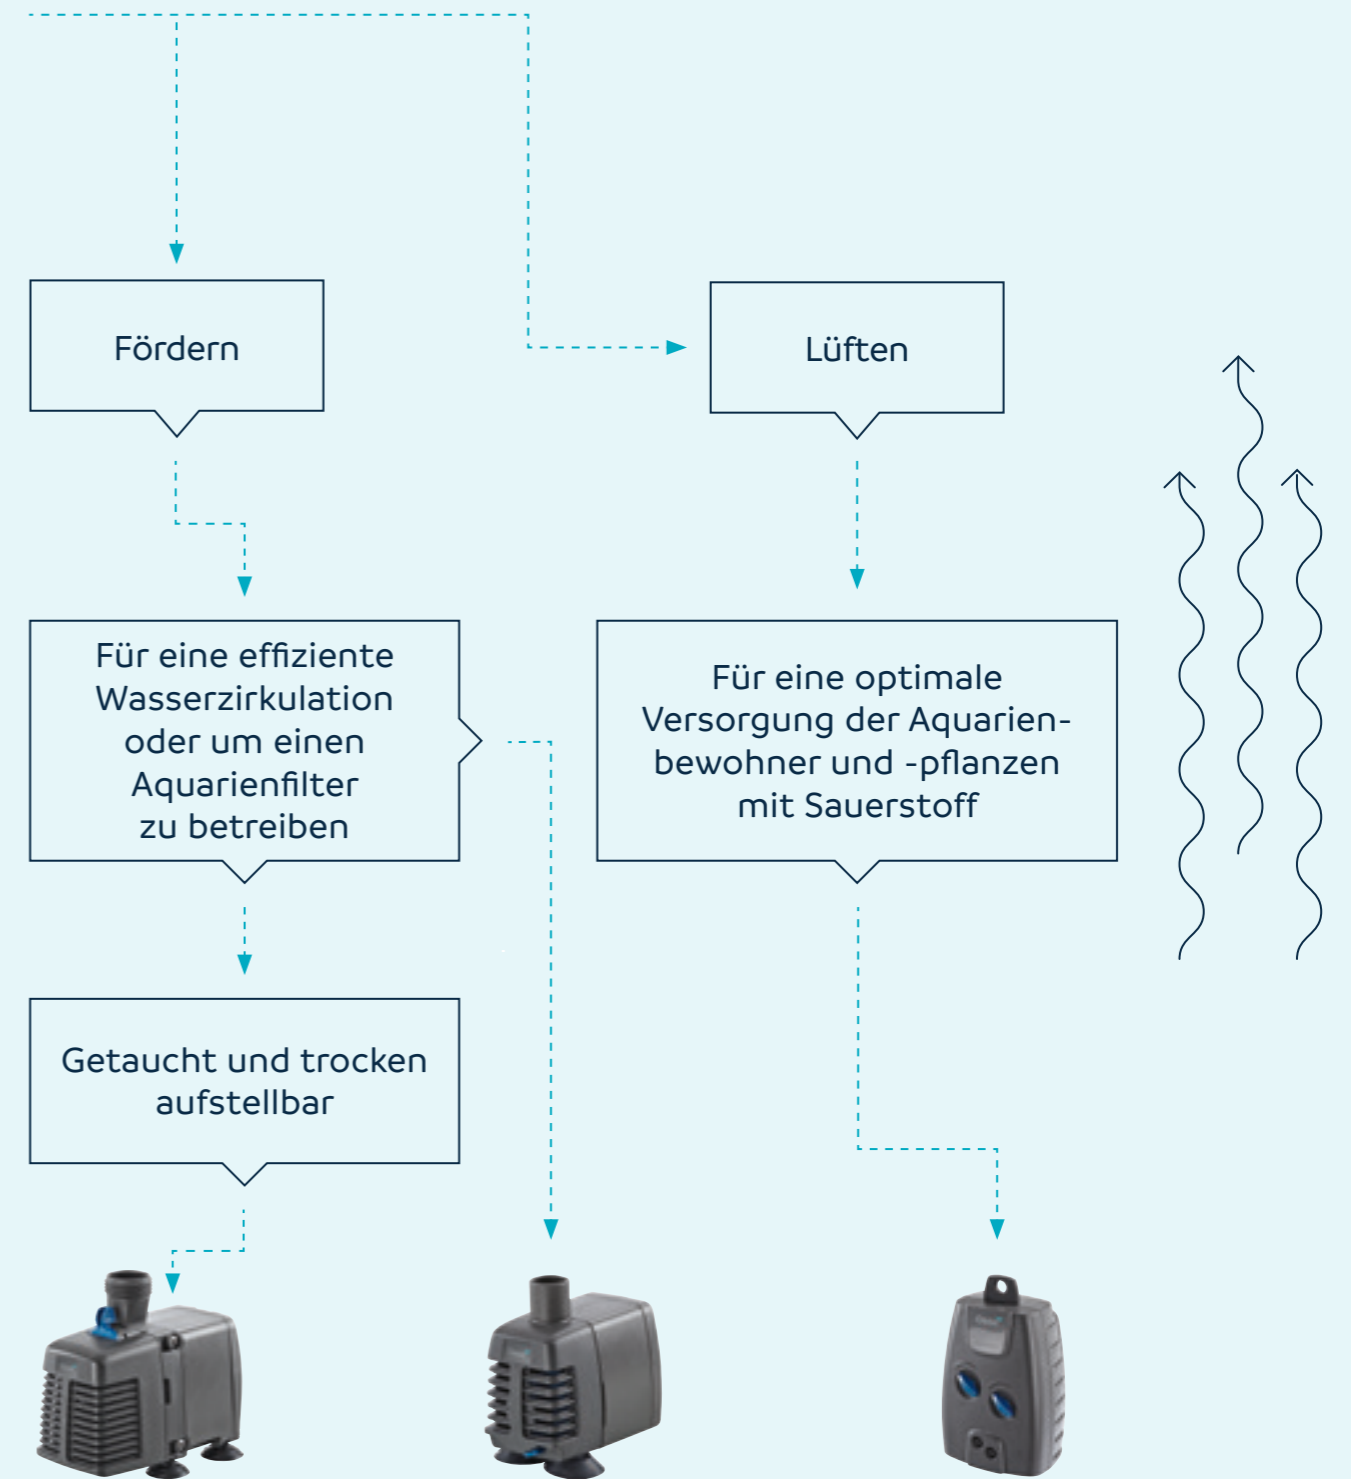 Fördern
Lüften
Für eine effiziente
Wasserzirkulation
oder um einen
Aquarienfilter
zu betreiben
Für eine optimale
Versorgung der Aquarien-
bewohner und -pflanzen
mit Sauerstoff
Getaucht und trocken
aufstellbar